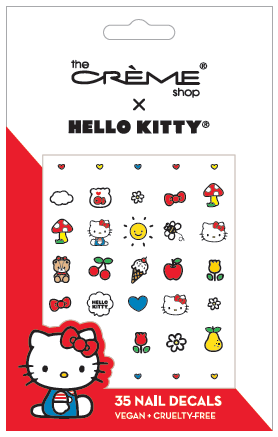 the
CRÈME®
shop
×
HELLO KITTY®
HELLO
KITTY
35 NAIL DECALS
VEGAN + CRUELTY-FREE